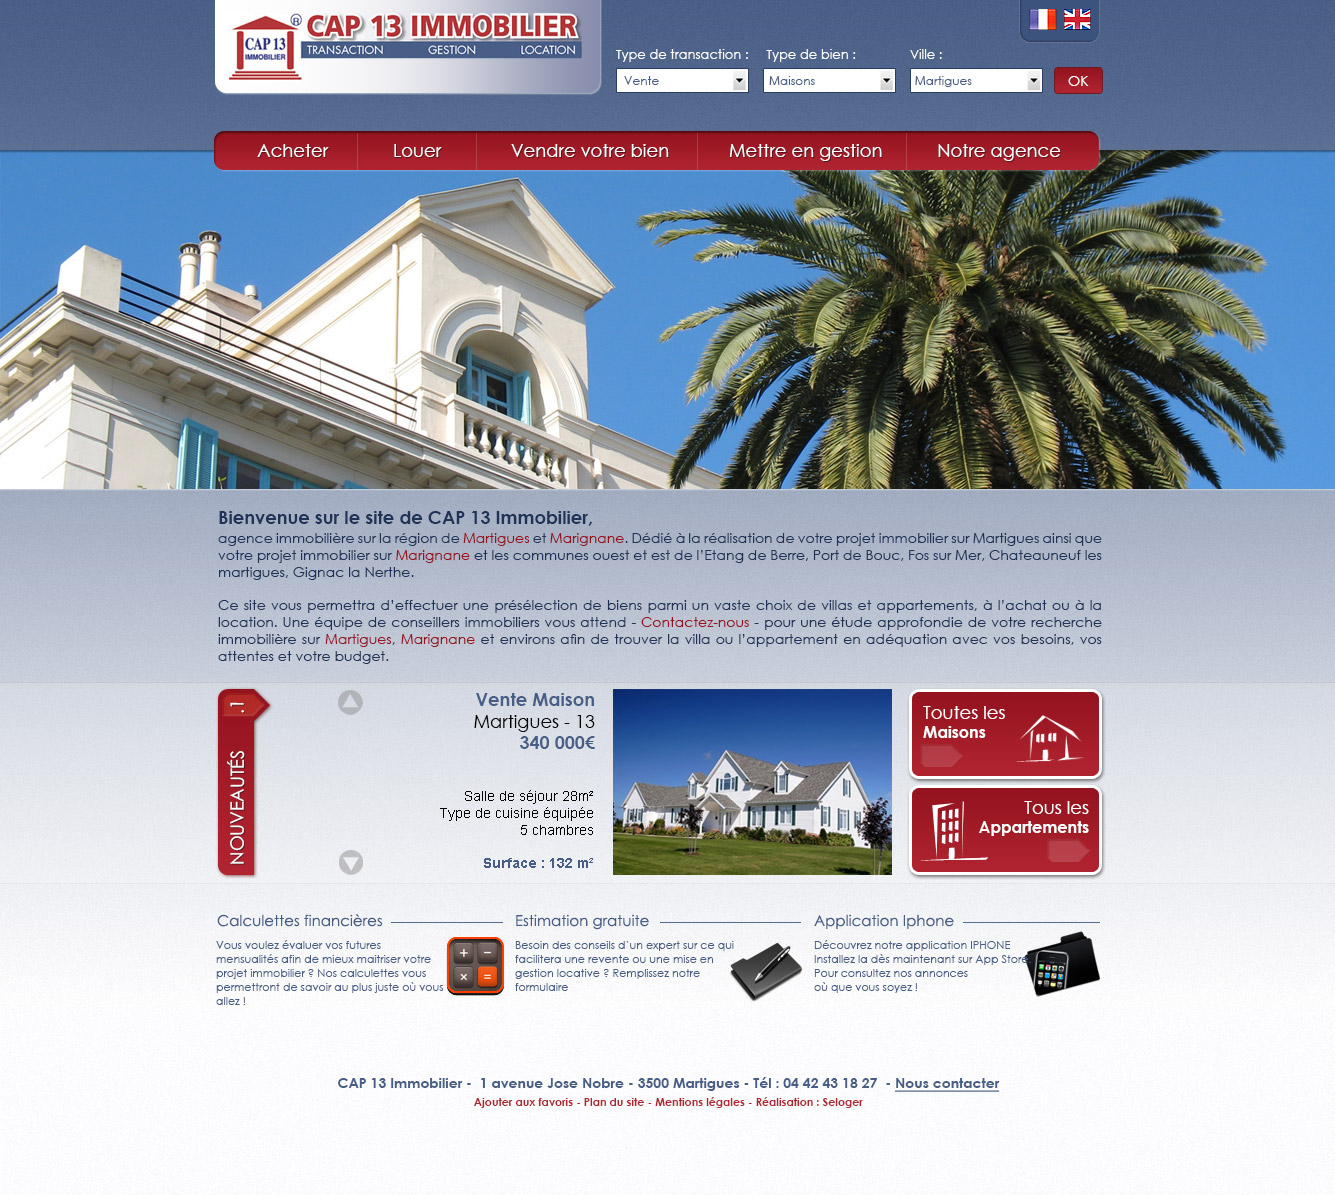 CAP 13
IMMOBILIER
®
CAP 13 IMMOBILIER
TRANSACTION GESTION LOCATION
Type de transaction : Type de bien : Ville :
Vente Maisons Martigues OK
Acheter Louer Vendre votre bien Mettre en gestion Notre agence
Bienvenue sur le site de CAP 13 Immobilier,
agence immobilière sur la région de Martigues et Marignane. Dédié à la réalisation de votre projet immobilier sur Martigues ainsi que
votre projet immobilier sur Marignane et les communes ouest et est de l'Etang de Berre, Port de Bouc, Fos sur Mer, Chateauneuf les
martigues, Gignac la Nerthe.
Ce site vous permettra d'effectuer une présélection de biens parmi un vaste choix de villas et appartements, à l'achat ou à la
location. Une équipe de conseillers immobiliers vous attend - Contactez-nous - pour une étude approfondie de votre recherche
immobilière sur Martigues, Marignane et environs afin de trouver la villa ou l'appartement en adéquation avec vos besoins, vos
attentes et votre budget.
NOUVEAUTÉS .1
Vente Maison
Martigues - 13
340 000€
Salle de séjour 28m²
Type de cuisine équipée
5 chambres
Surface : 132 m²
Toutes les
Maisons
Tous les
Appartements
Calculettes financières
Vous voulez évaluer vos futures
mensualités afin de mieux maitriser votre
projet immobilier ? Nos calculettes vous
permettront de savoir au plus juste où vous
allez !
Estimation gratuite
Besoin des conseils d'un expert sur ce qui
facilitera une revente ou une mise en
gestion locative ? Remplissez notre
formulaire
Application Iphone
Découvrez notre application IPHONE
Installez la dès maintenant sur App Store.
Pour consultez nos annonces
où que vous soyez !
CAP 13 Immobilier - 1 avenue Jose Nobre - 3500 Martigues - Tél : 04 42 43 18 27 - Nous contacter
Ajouter aux favoris - Plan du site - Mentions légales - Réalisation : Seloger